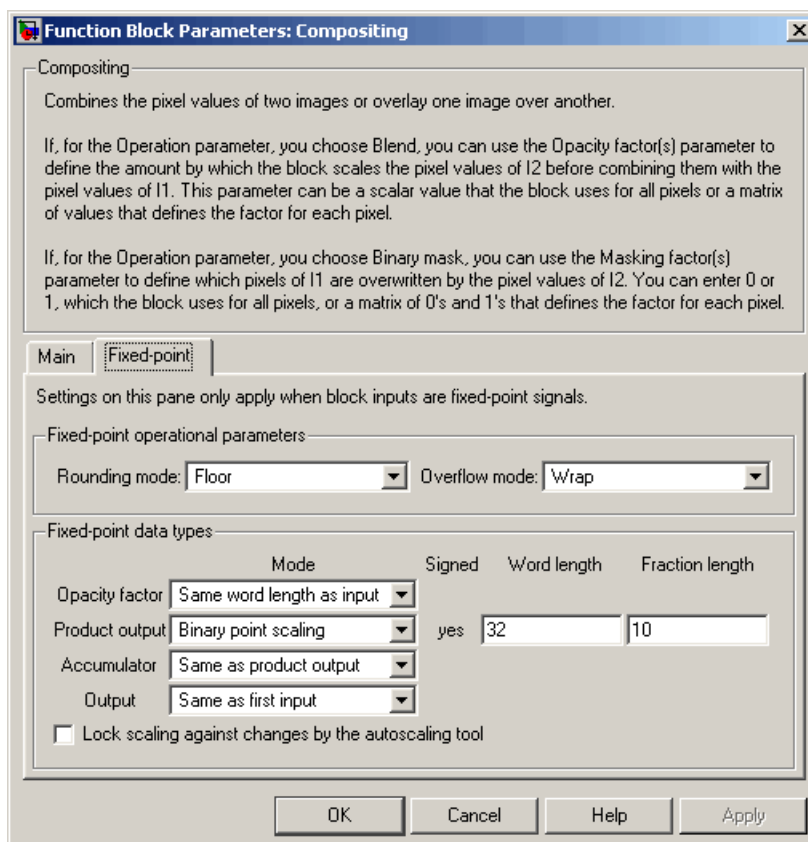 Function Block Parameters: Compositing
Compositing
Combines the pixel values of two images or overlay one image over another.
If, for the Operation parameter, you choose Blend, you can use the Opacity factor(s) parameter to
define the amount by which the block scales the pixel values of I2 before combining them with the
pixel values of I1. This parameter can be a scalar value that the block uses for all pixels or a matrix
of values that defines the factor for each pixel.
If, for the Operation parameter, you choose Binary mask, you can use the Masking factor(s)
parameter to define which pixels of I1 are overwritten by the pixel values of I2. You can enter 0 or
1, which the block uses for all pixels, or a matrix of 0's and 1's that defines the factor for each pixel.
Main Fixed-point
Settings on this pane only apply when block inputs are fixed-point signals.
Fixed-point operational parameters
Rounding mode: Floor Overflow mode: Wrap
Fixed-point data types
Mode Signed Word length Fraction length
Opacity factor Same word length as input
Product output Binary point scaling yes 32 10
Accumulator Same as product output
Output Same as first input
Lock scaling against changes by the autoscaling tool
OK Cancel Help Apply